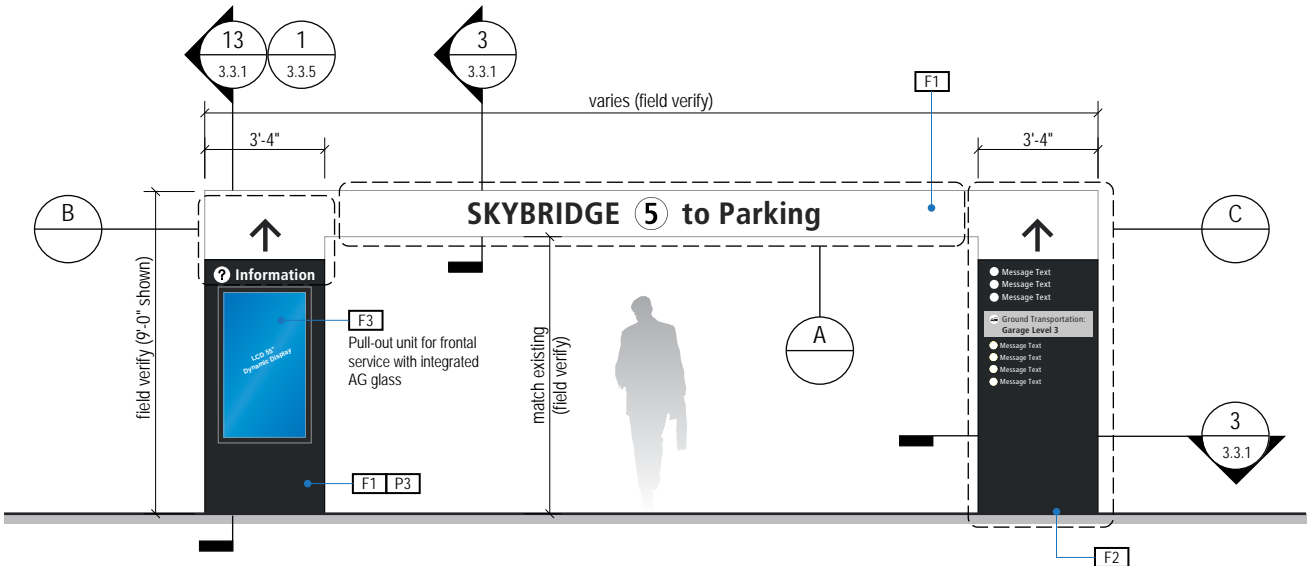 13
3.3.1
1
3.3.5
3
3.3.1
F1
varies (field verify)
3'-4"
3'-4"
B
SKYBRIDGE 5 to Parking
C
? Information
field verify (9'-0" shown)
LCD 55"
Dynamic Display
F3
Pull-out unit for frontal
service with integrated
AG glass
match existing
(field verify)
A
Message Text
Message Text
Message Text
Ground Transportation:
Garage Level 3
Message Text
Message Text
Message Text
Message Text
3
3.3.1
F1 P3
F2